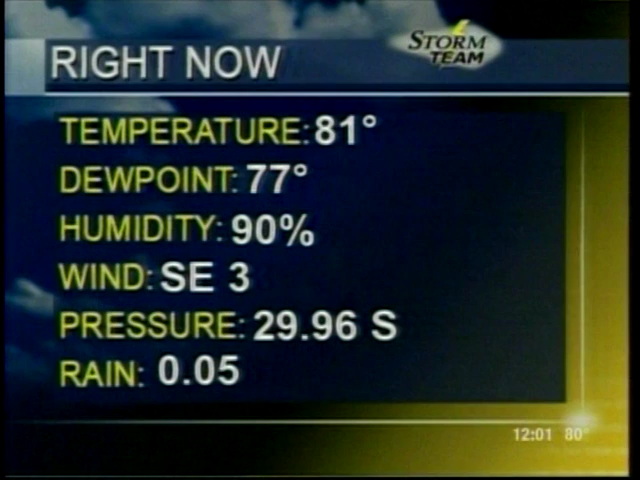 RIGHT NOW
STORM
TEAM
TEMPERATURE: 81°
DEWPOINT: 77°
HUMIDITY: 90%
WIND: SE 3
PRESSURE: 29.96 S
RAIN: 0.05
12:01 80°